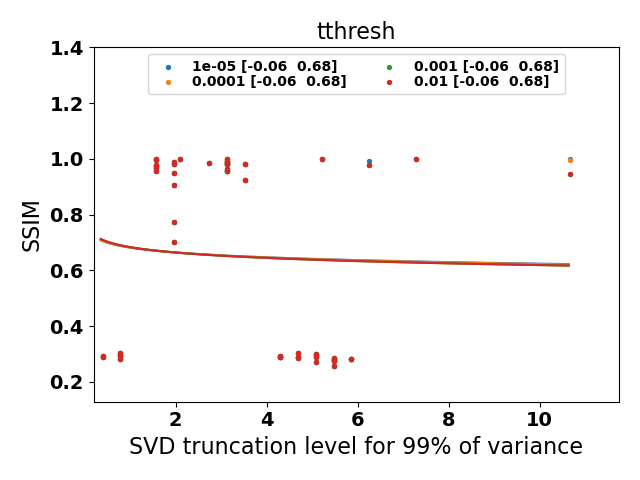 tthresh
1e-05 [-0.06  0.68]
0.0001 [-0.06  0.68]
0.001 [-0.06  0.68]
0.01 [-0.06  0.68]
1.4
1.2
1.0
0.8
0.6
0.4
0.2
SSIM
2 4 6 8 10
SVD truncation level for 99% of variance